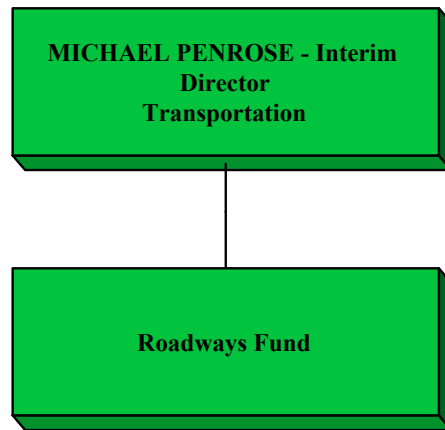 MICHAEL PENROSE - Interim
Director
Transportation
Roadways Fund